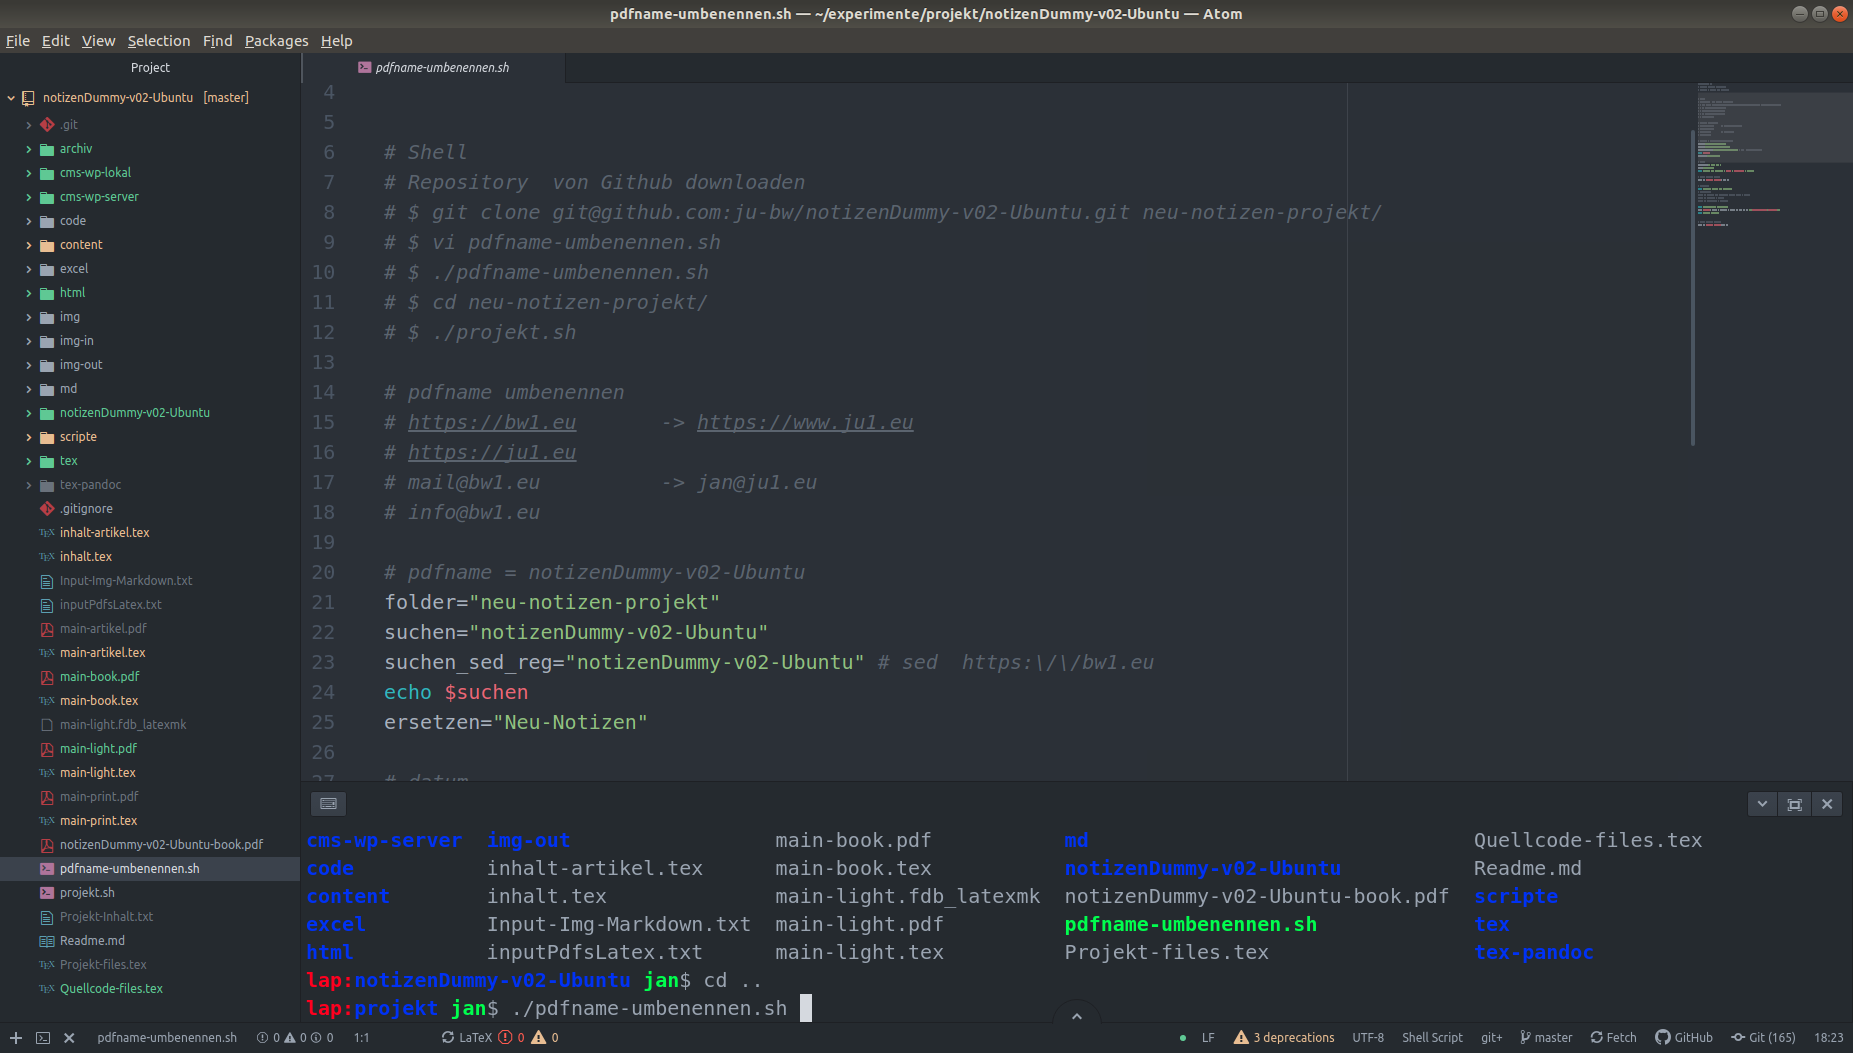 pdfname-umbenennen.sh — ~/experimente/projekt/notizenDummy-v02-Ubuntu — Atom
File Edit View Selection Find Packages Help
Project
notizenDummy-v02-Ubuntu [master]
.git
archiv
cms-wp-lokal
cms-wp-server
code
content
excel
html
img
img-in
img-out
md
notizenDummy-v02-Ubuntu
scripte
tex
tex-pandoc
.gitignore
inhalt-artikel.tex
inhalt.tex
Input-Img-Markdown.txt
inputPdfsLatex.txt
main-artikel.pdf
main-artikel.tex
main-book.pdf
main-book.tex
main-light.fdb_latexmk
main-light.pdf
main-light.tex
main-print.pdf
main-print.tex
notizenDummy-v02-Ubuntu-book.pdf
pdfname-umbenennen.sh
projekt.sh
Projekt-Inhalt.txt
Readme.md
Projekt-files.tex
Quellcode-files.tex
pdfname-umbenennen.sh
4
5
6 # Shell
7 # Repository  von Github downloaden
8 # $ git clone git@github.com:ju-bw/notizenDummy-v02-Ubuntu.git neu-notizen-projekt/
9 # $ vi pdfname-umbenennen.sh
10 # $ ./pdfname-umbenennen.sh
11 # $ cd neu-notizen-projekt/
12 # $ ./projekt.sh
13
14 # pdfname umbenennen
15 # https://bw1.eu       -> https://www.ju1.eu
16 # https://ju1.eu
17 # mail@bw1.eu          -> jan@ju1.eu
18 # info@bw1.eu
19
20 # pdfname = notizenDummy-v02-Ubuntu
21 folder="neu-notizen-projekt"
22 suchen="notizenDummy-v02-Ubuntu"
23 suchen_sed_reg="notizenDummy-v02-Ubuntu" # sed  https:\/\/bw1.eu
24 echo $suchen
25 ersetzen="Neu-Notizen"
26
27 # datum
cms-wp-server  img-out  main-book.pdf  md  Quellcode-files.tex
code  inhalt-artikel.tex  main-book.tex  notizenDummy-v02-Ubuntu  Readme.md
content  inhalt.tex  main-light.fdb_latexmk  notizenDummy-v02-Ubuntu-book.pdf  scripte
excel  Input-Img-Markdown.txt  main-light.pdf  pdfname-umbenennen.sh  tex
html  inputPdfsLatex.txt  main-light.tex  Projekt-files.tex  tex-pandoc
lap:notizenDummy-v02-Ubuntu jan$ cd ..
lap:projekt jan$ ./pdfname-umbenennen.sh
pdfname-umbenennen.sh 0 0 0 1:1 LaTeX 0 0 LF 3 deprecations UTF-8 Shell Script git+ master Fetch GitHub Git (165) 18:23